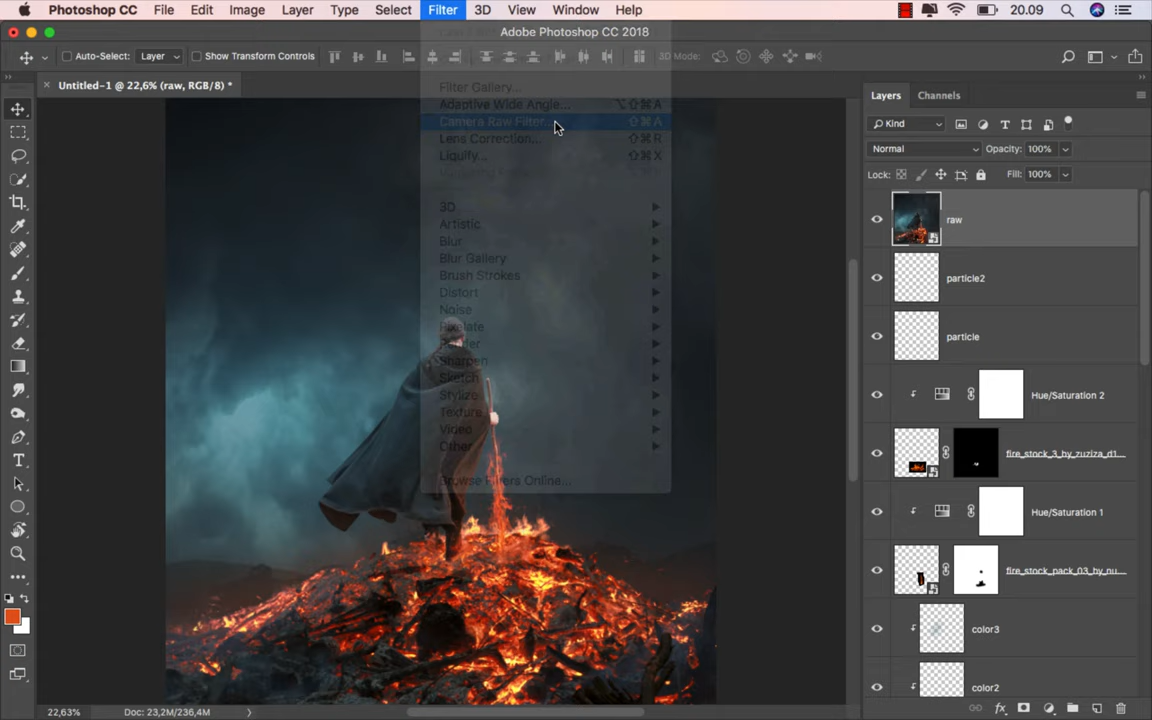 Photoshop CC File Edit Image Layer Type Select Filter 3D View Window Help 20.09
Adobe Photoshop CC 2018
Auto-Select: Layer Show Transform Controls 3D Mode:
Untitled-1 @ 22,6% (raw, RGB/8) *
Filter Gallery...
Adaptive Wide Angle... ⌥⇧⌘A
Camera Raw Filter... ⇧⌘A
Lens Correction... ⇧⌘R
Liquify... ⇧⌘X
3D
Artistic
Blur
Blur Gallery
Brush Strokes
Distort
Noise
Pixelate
Render
Sharpen
Sketch
Stylize
Texture
Video
Other
Browse Filters Online...
Layers Channels
Kind
Normal Opacity: 100%
Lock: Fill: 100%
raw
particle2
particle
Hue/Saturation 2
fire_stock_3_by_zuziza_d1...
Hue/Saturation 1
fire_stock_pack_03_by_nu...
color3
color2
22,63% Doc: 23,2M/236,4M